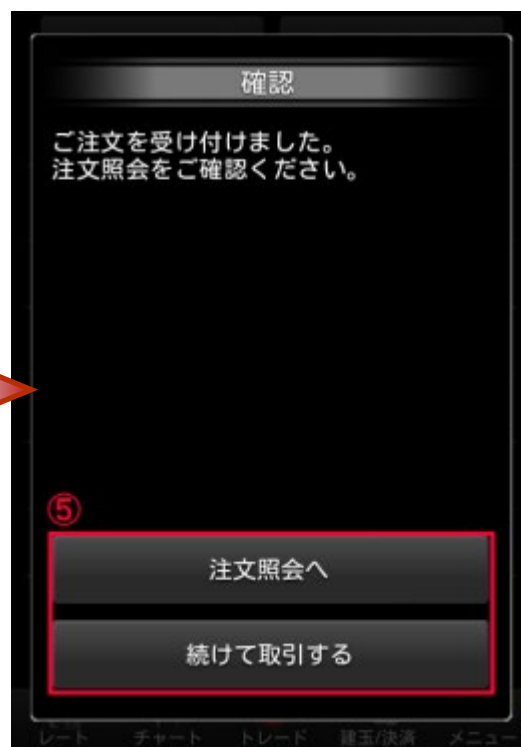 確認
ご注文を受け付けました。
注文照会をご確認ください。
⑤
注文照会へ
続けて取引する
レート チャート トレード 建玉/決済 メニュー